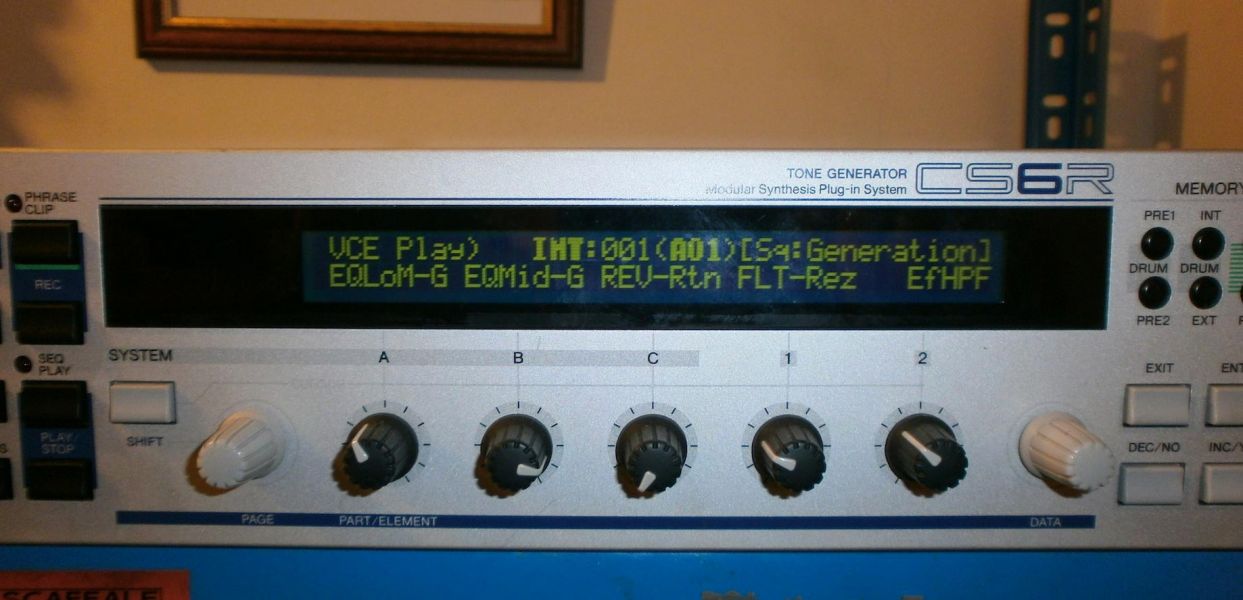 TONE GENERATOR
Modular Synthesis Plug-in System
CS6R
MEMORY
PHRASE
CLIP
REC
SEQ
PLAY
PLAY
STOP
VCE Play) INT:001(A01)[Sq:Generation]
EQLoM-G EQMid-G REV-Rtn FLT-Rez EfHPF
PRE1 INT
DRUM DRUM
PRE2 EXT
SYSTEM A B C 1 2
SHIFT
EXIT
DEC/NO
PAGE PART/ELEMENT DATA
SCAFFALE